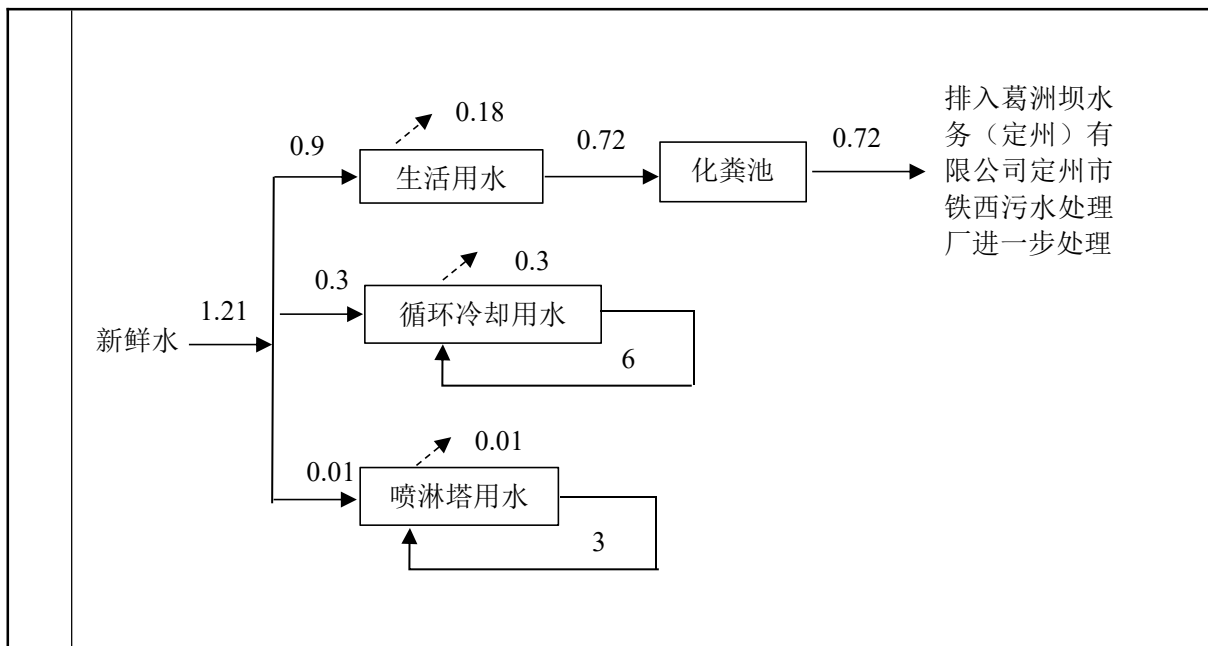 0.18
0.9
生活用水
0.72
化粪池
0.72
排入葛洲坝水
务（定州）有
限公司定州市
铁西污水处理
厂进一步处理
0.3
0.3
循环冷却用水
6
新鲜水
1.21
0.01
0.01
喷淋塔用水
3